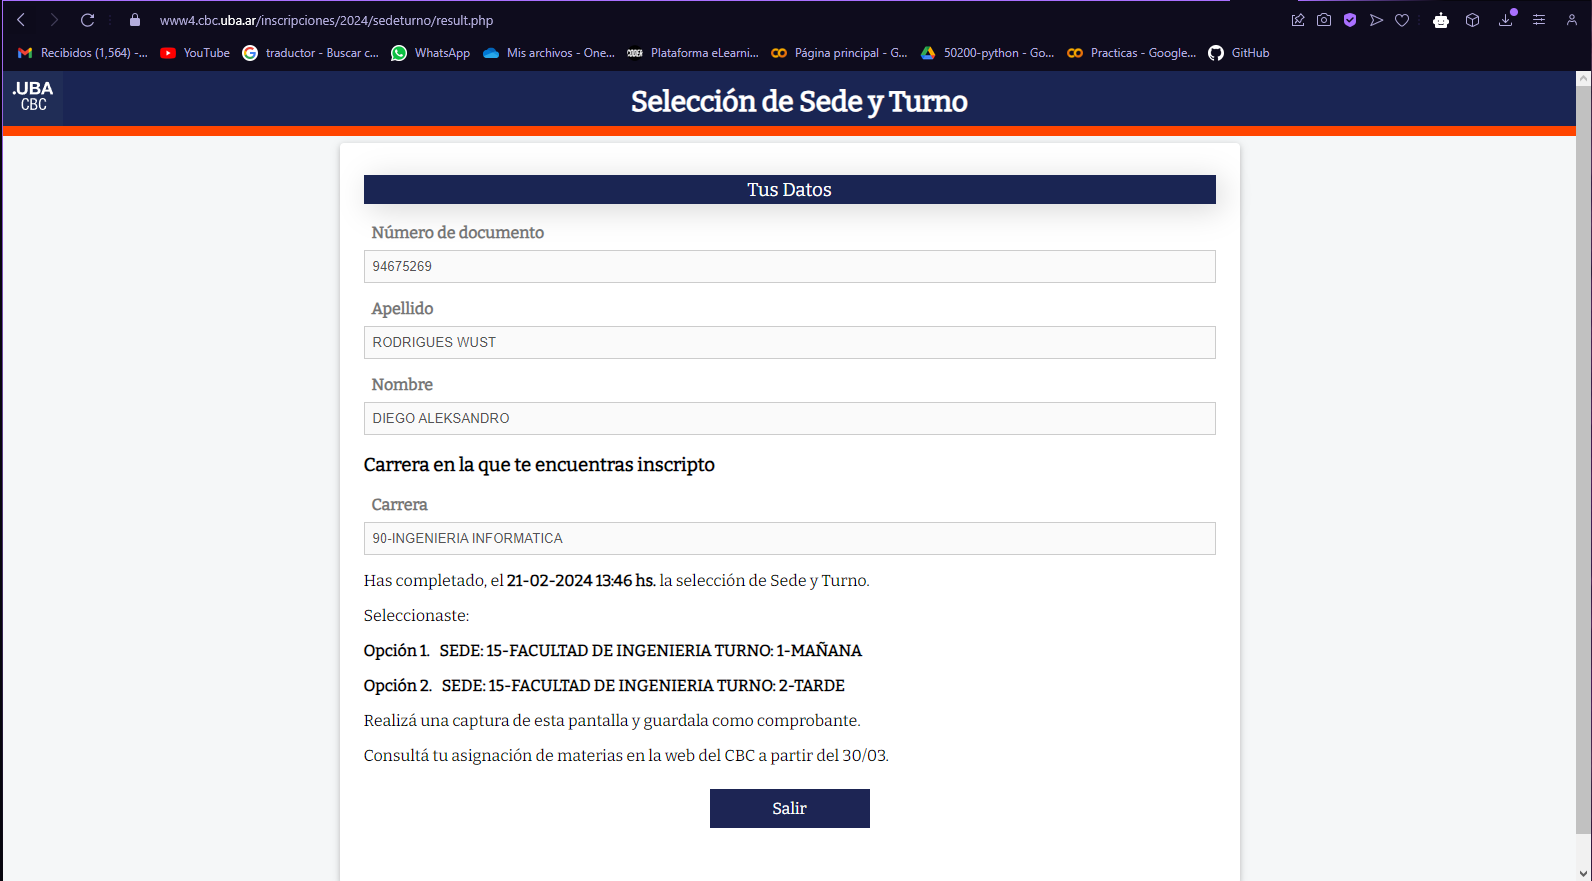 www4.cbc.uba.ar/inscripciones/2024/sedeturno/result.php
Recibidos (1,564) -... YouTube traductor - Buscar c... WhatsApp Mis archivos - One... Plataforma eLearni... Página principal - G... 50200-python - Go... Practicas - Google... GitHub
.UBA
CBC
Selección de Sede y Turno
Tus Datos
Número de documento
94675269
Apellido
RODRIGUES WUST
Nombre
DIEGO ALEKSANDRO
Carrera en la que te encuentras inscripto
Carrera
90-INGENIERIA INFORMATICA
Has completado, el 21-02-2024 13:46 hs. la selección de Sede y Turno.
Seleccionaste:
Opción 1. SEDE: 15-FACULTAD DE INGENIERIA TURNO: 1-MAÑANA
Opción 2. SEDE: 15-FACULTAD DE INGENIERIA TURNO: 2-TARDE
Realizá una captura de esta pantalla y guardala como comprobante.
Consultá tu asignación de materias en la web del CBC a partir del 30/03.
Salir